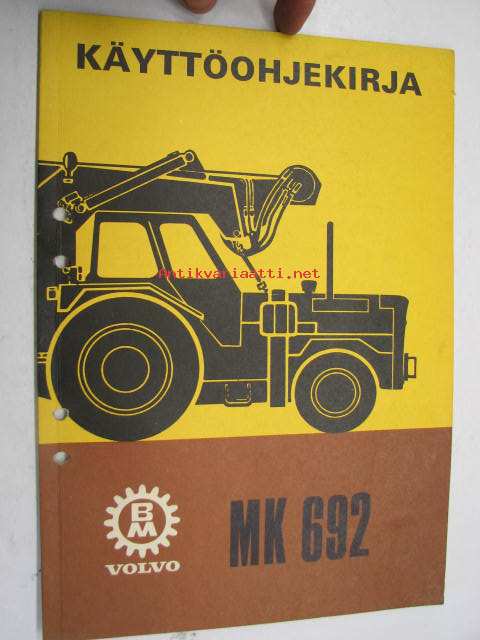 KÄYTTÖOHJEKIRJA
Antikvariaatti.net
BM
VOLVO
MK 692